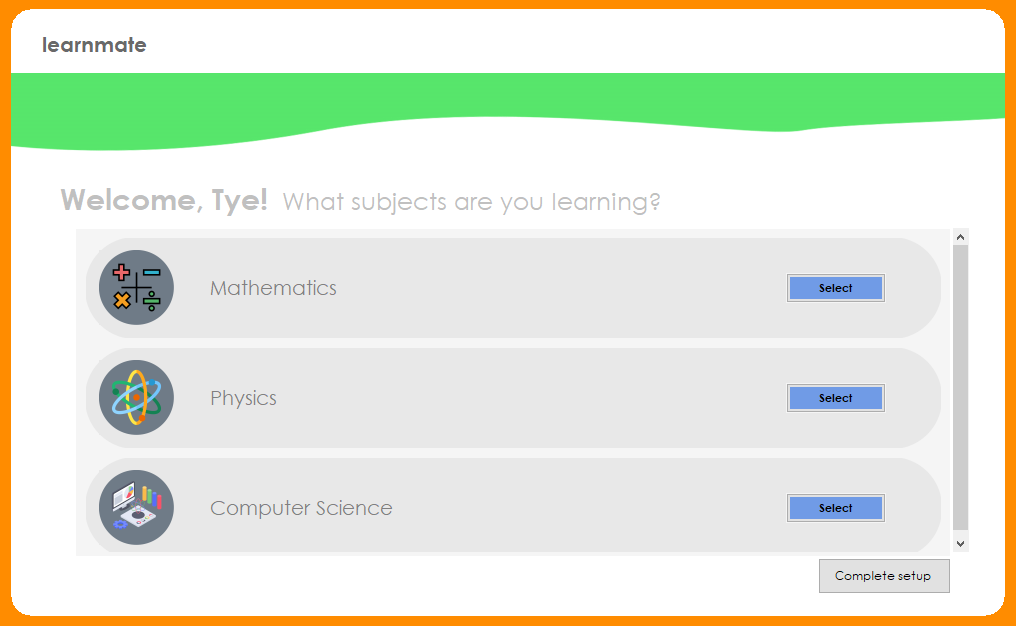 learnmate
Welcome, Tye! What subjects are you learning?
Mathematics Select
Physics Select
Computer Science Select
Complete setup